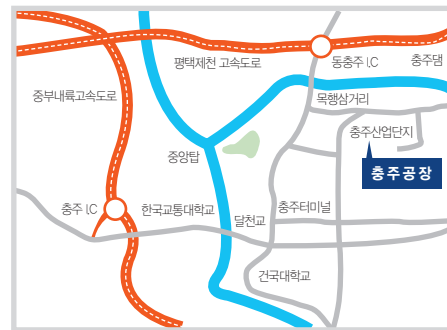 평택제천 고속도로
동충주 I.C
충주댐
중부내륙고속도로
목행삼거리
충주산업단지
중앙탑
충주공장
충주 I.C
한국교통대학교
달천교
충주터미널
건국대학교